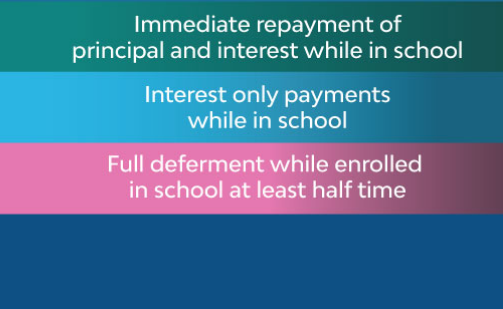 Immediate repayment of
principal and interest while in school
Interest only payments
while in school
Full deferment while enrolled
in school at least half time